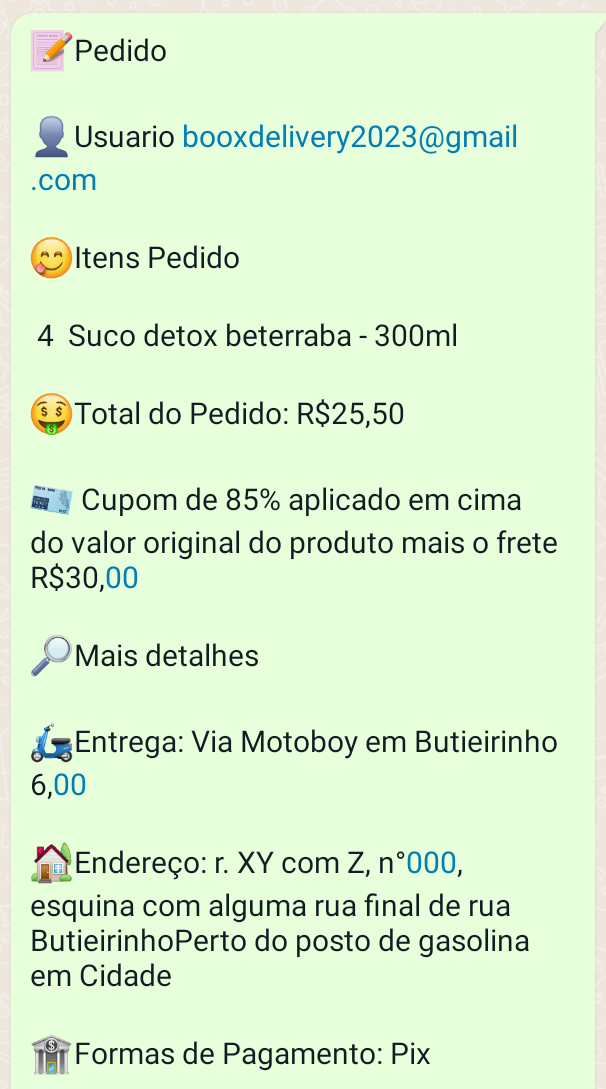 Pedido
Usuario booxdelivery2023@gmail
.com
Itens Pedido
4 Suco detox beterraba - 300ml
Total do Pedido: R$25,50
Cupom de 85% aplicado em cima
do valor original do produto mais o frete
R$30,00
Mais detalhes
Entrega: Via Motoboy em Butieirinho
6,00
Endereço: r. XY com Z, n°000,
esquina com alguma rua final de rua
ButieirinhoPerto do posto de gasolina
em Cidade
Formas de Pagamento: Pix